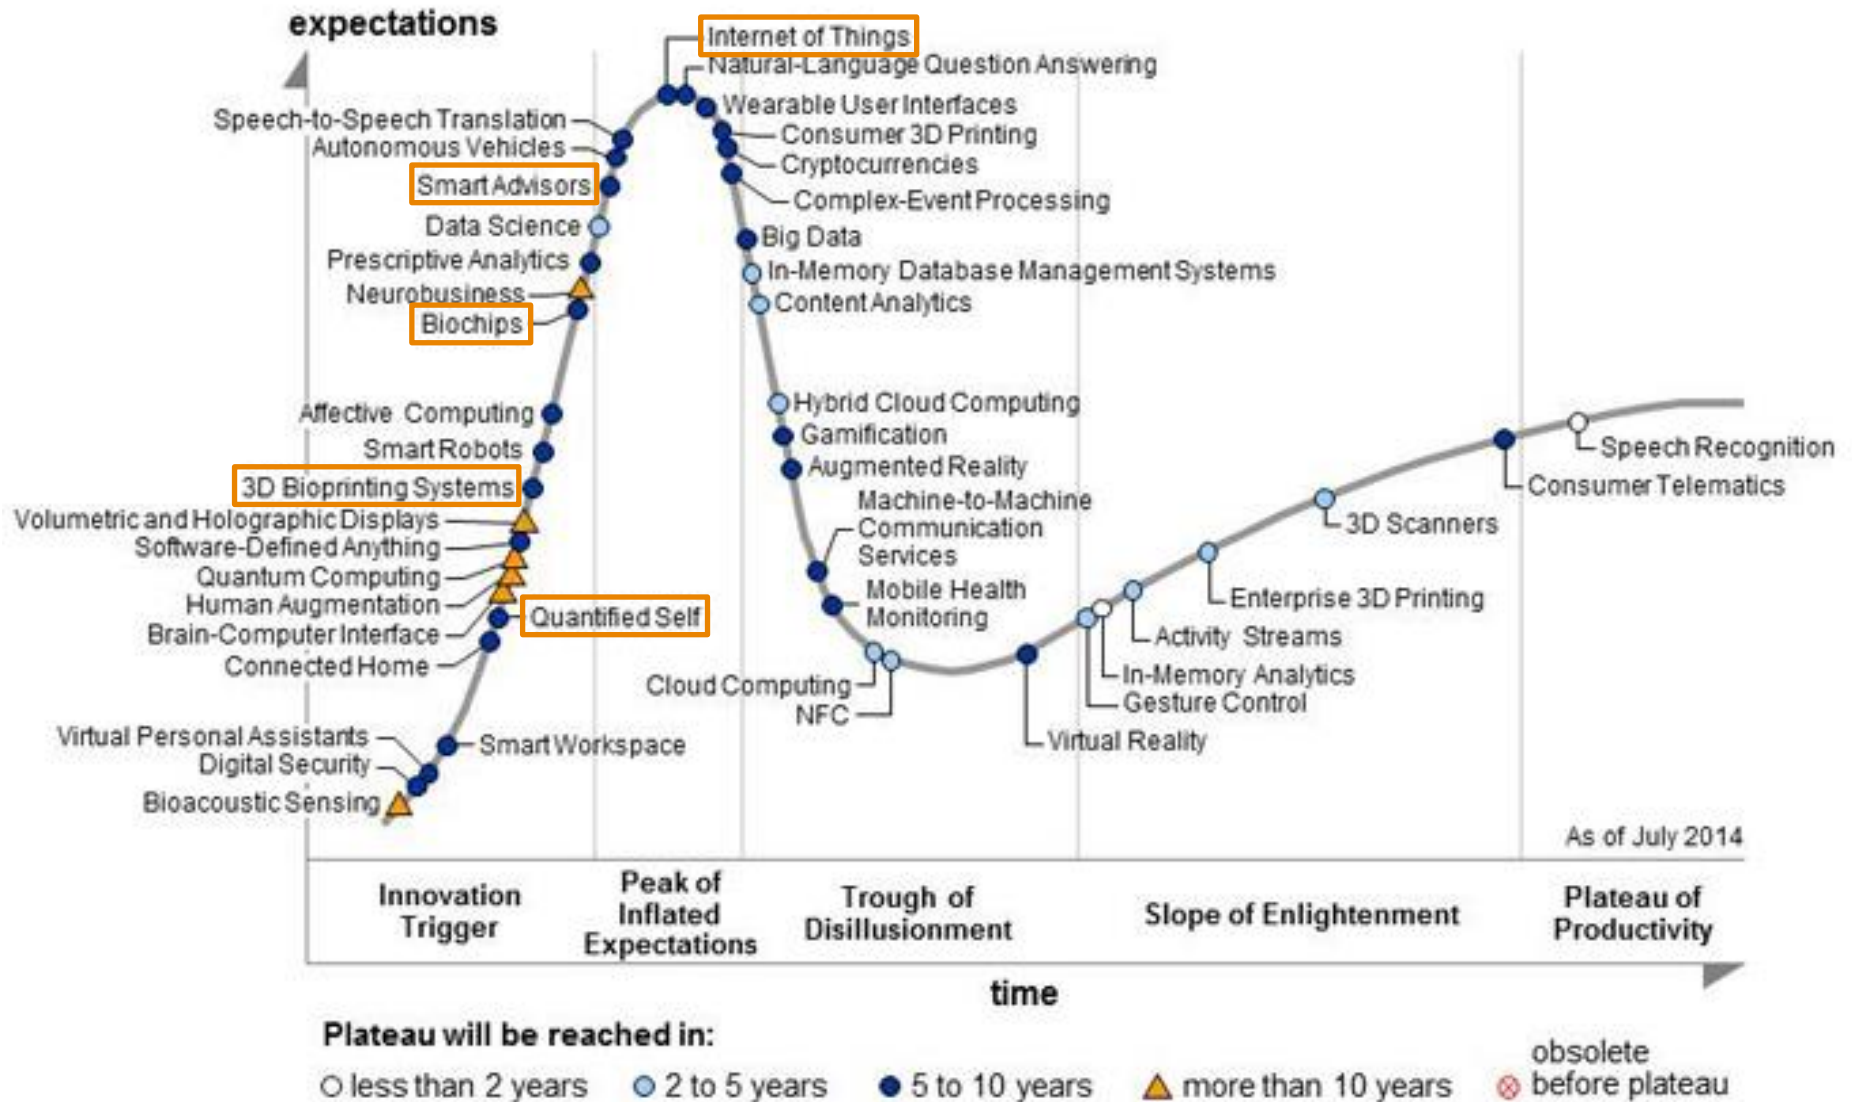 expectations
Internet of Things
Natural-Language Question Answering
Wearable User Interfaces
Speech-to-Speech Translation
Consumer 3D Printing
Autonomous Vehicles
Cryptocurrencies
Smart Advisors
Complex-Event Processing
Data Science
Big Data
Prescriptive Analytics
In-Memory Database Management Systems
Neurobusiness
Content Analytics
Biochips
Hybrid Cloud Computing
Affective Computing
Gamification
Smart Robots
Augmented Reality
3D Bioprinting Systems
Machine-to-Machine
Communication
Services
Volumetric and Holographic Displays
Software-Defined Anything
Quantum Computing
Human Augmentation
Mobile Health
Monitoring
Quantified Self
Brain-Computer Interface
Connected Home
Speech Recognition
Consumer Telematics
3D Scanners
Enterprise 3D Printing
Activity Streams
In-Memory Analytics
Gesture Control
Cloud Computing
NFC
Virtual Reality
Virtual Personal Assistants
Smart Workspace
Digital Security
Bioacoustic Sensing
As of July 2014
Innovation
Trigger
Peak of
Inflated
Expectations
Trough of
Disillusionment
Slope of Enlightenment
Plateau of
Productivity
time
Plateau will be reached in:
less than 2 years
2 to 5 years
5 to 10 years
more than 10 years
obsolete
before plateau